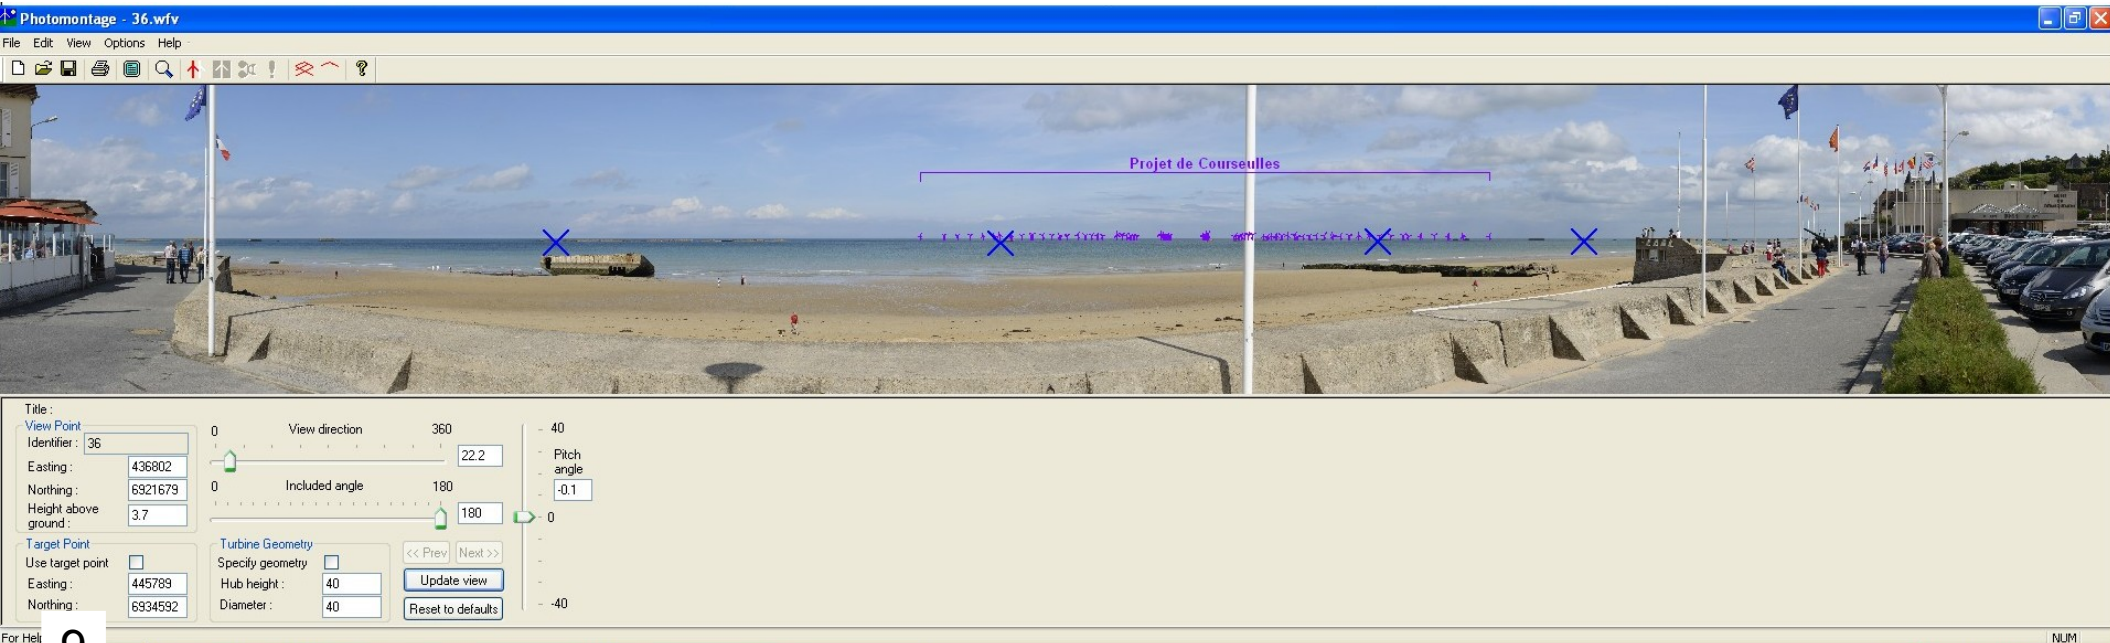 Photomontage - 36.wfv
File Edit View Options Help
Projet de Courseulles
Title :
View Point
Identifier : 36
Easting : 436802
Northing : 6921679
Height above ground : 3.7
0 View direction 360
22.2
0 Included angle 180
180
40
Pitch angle
-0.1
0
-40
Target Point
Use target point
Easting : 445789
Northing : 6934592
Turbine Geometry
Specify geometry
Hub height : 40
Diameter : 40
<< Prev Next >>
Update view
Reset to defaults
For Help
NUM